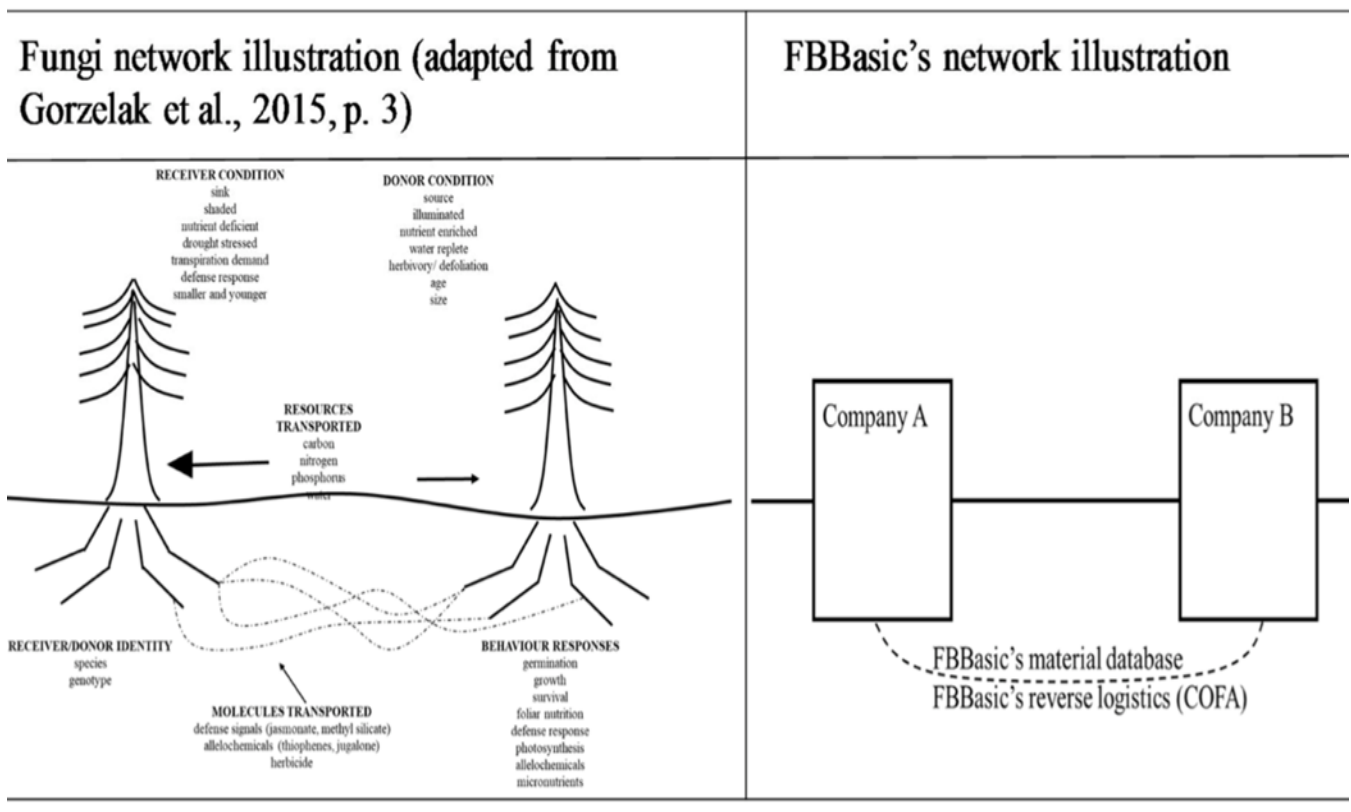 Fungi network illustration (adapted from
Gorzelak et al., 2015, p. 3)
FBBasic's network illustration
RECEIVER CONDITION
sink
shaded
nutrient deficient
drought stressed
transpiration demand
defense response
smaller and younger
DONOR CONDITION
source
illuminated
nutrient enriched
water replete
herbivory/ defoliation
age
size
RESOURCES
TRANSPORTED
carbon
nitrogen
phosphorus
water
RECEIVER/DONOR IDENTITY
species
genotype
MOLECULES TRANSPORTED
defense signals (jasmonate, methyl silicate)
allelochemicals (thiophenes, jugalone)
herbicide
BEHAVIOUR RESPONSES
germination
growth
survival
foliar nutrition
defense response
photosynthesis
allelochemicals
micronutrients
Company A
Company B
FBBasic's material database
FBBasic's reverse logistics (COFA)